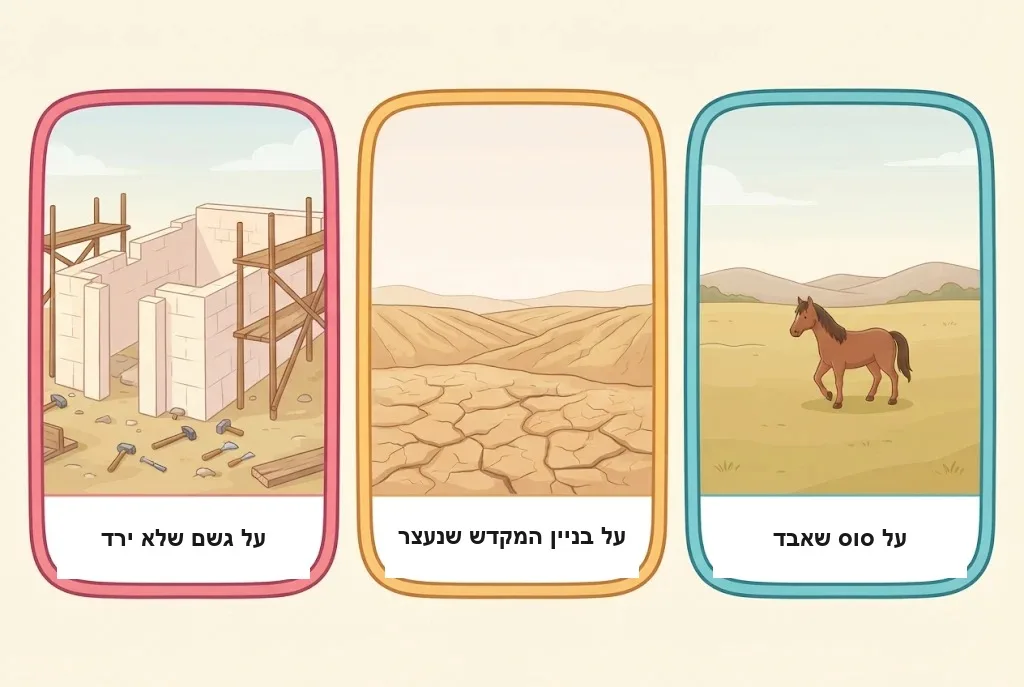 על סוס שאבד
על בניין המקדש שנעצר
על גשם שלא ירד